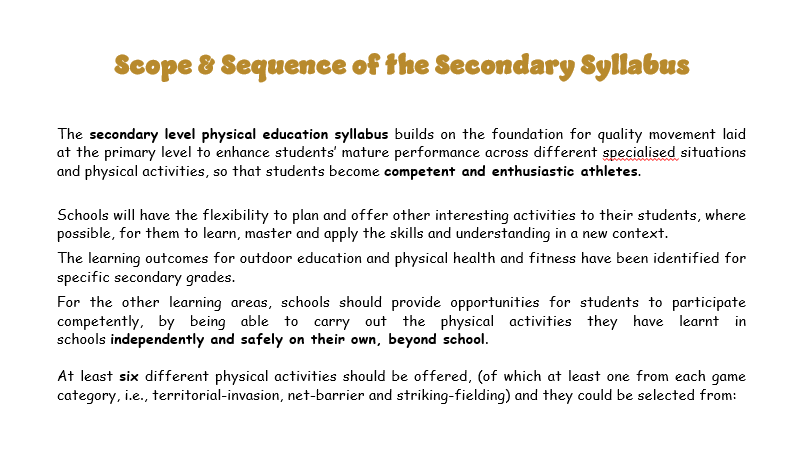 Scope & Sequence of the Secondary Syllabus
The secondary level physical education syllabus builds on the foundation for quality movement laid
at the primary level to enhance students’ mature performance across different specialised situations
and physical activities, so that students become competent and enthusiastic athletes.
Schools will have the flexibility to plan and offer other interesting activities to their students, where
possible, for them to learn, master and apply the skills and understanding in a new context.
The learning outcomes for outdoor education and physical health and fitness have been identified for
specific secondary grades.
For the other learning areas, schools should provide opportunities for students to participate
competently, by being able to carry out the physical activities they have learnt in
schools independently and safely on their own, beyond school.
At least six different physical activities should be offered, (of which at least one from each game
category, i.e., territorial-invasion, net-barrier and striking-fielding) and they could be selected from: